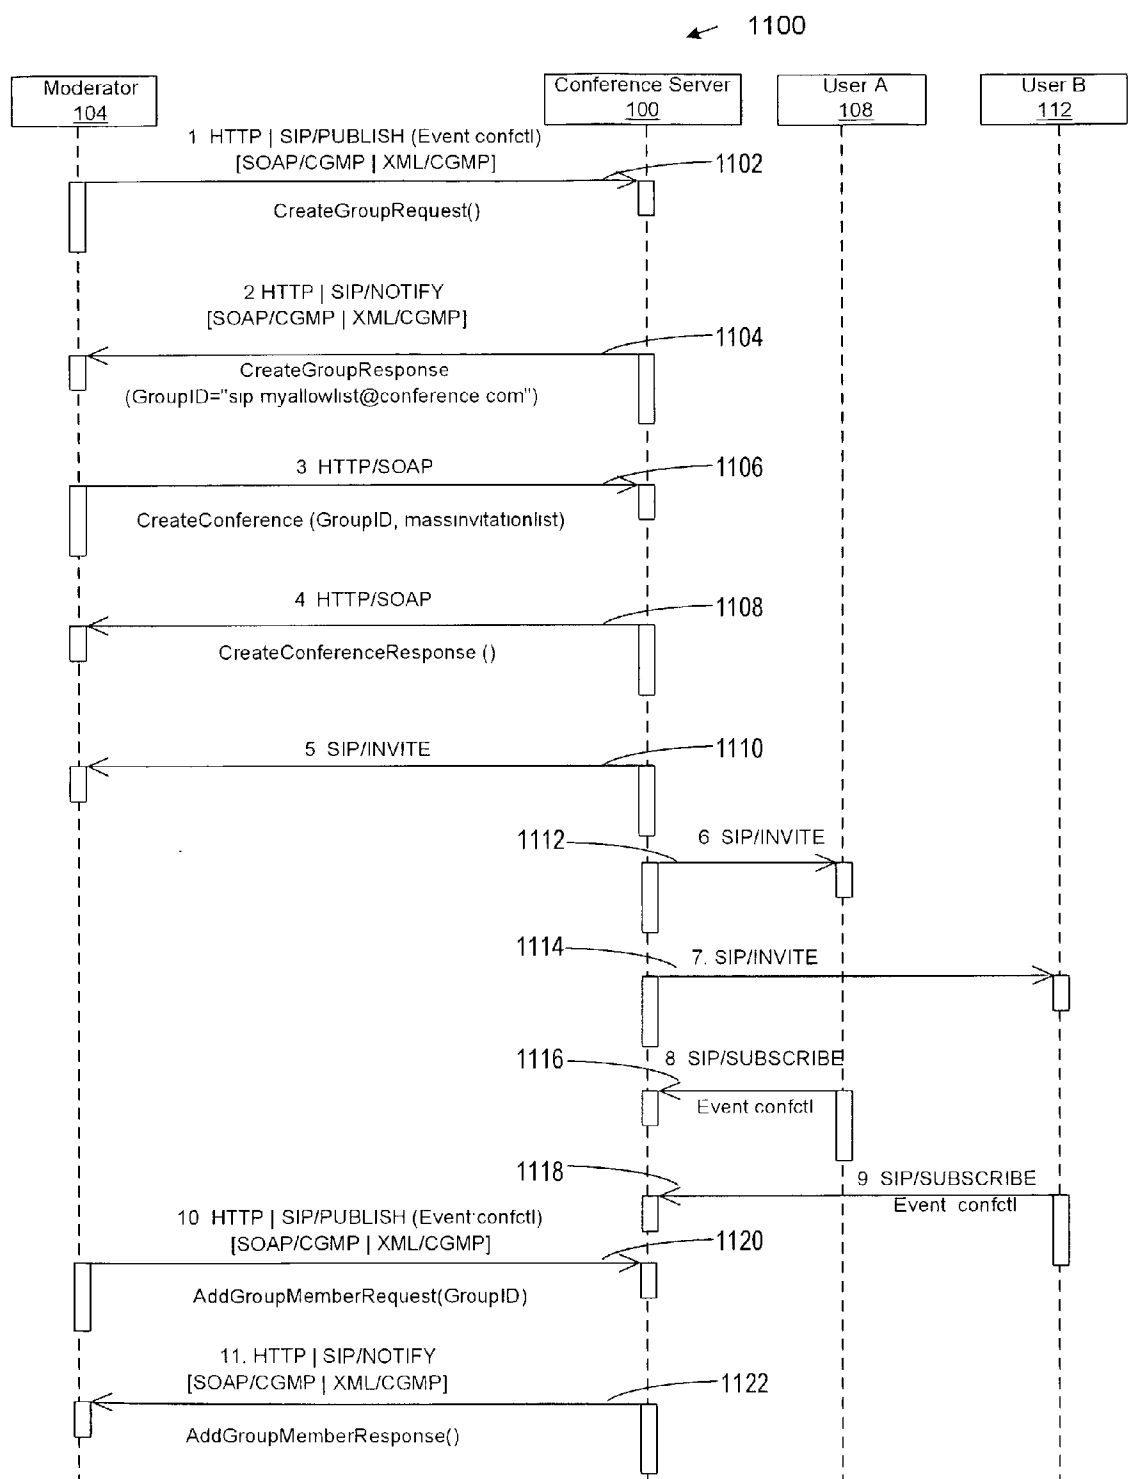 1100
Moderator
104
Conference Server
100
User A
108
User B
112
1 HTTP | SIP/PUBLISH (Event confctl)
[SOAP/CGMP | XML/CGMP]
1102
CreateGroupRequest()
2 HTTP | SIP/NOTIFY
[SOAP/CGMP | XML/CGMP]
1104
CreateGroupResponse
(GroupID="sip myallowlist@conference com")
3 HTTP/SOAP
1106
CreateConference (GroupID, massinvitationlist)
4 HTTP/SOAP
1108
CreateConferenceResponse ()
5 SIP/INVITE
1110
1112
6 SIP/INVITE
1114
7. SIP/INVITE
1116
8 SIP/SUBSCRIBE
Event confctl
1118
9 SIP/SUBSCRIBE
Event confctl
10 HTTP | SIP/PUBLISH (Event:confctl)
[SOAP/CGMP | XML/CGMP]
1120
AddGroupMemberRequest(GroupID)
11. HTTP | SIP/NOTIFY
[SOAP/CGMP | XML/CGMP]
1122
AddGroupMemberResponse()